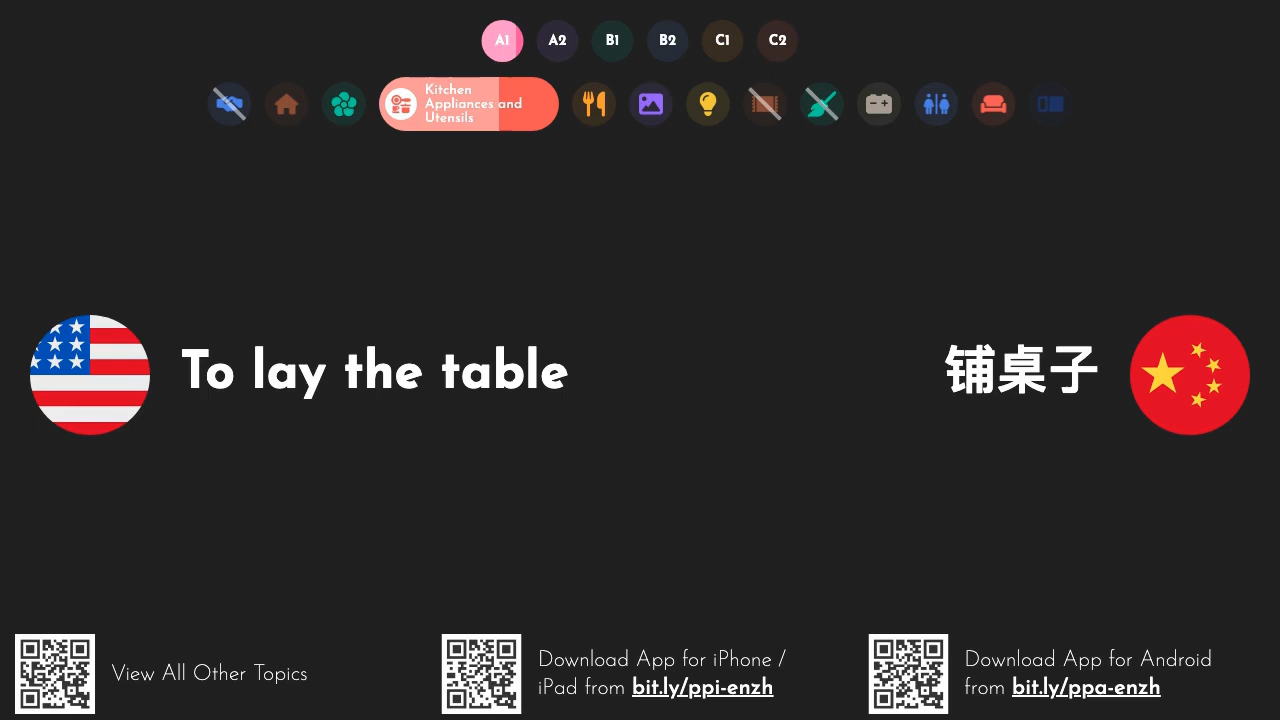 A1 A2 B1 B2 C1 C2
Kitchen
Appliances and
Utensils
To lay the table
铺桌子
View All Other Topics
Download App for iPhone /
iPad from bit.ly/ppi-enzh
Download App for Android
from bit.ly/ppa-enzh